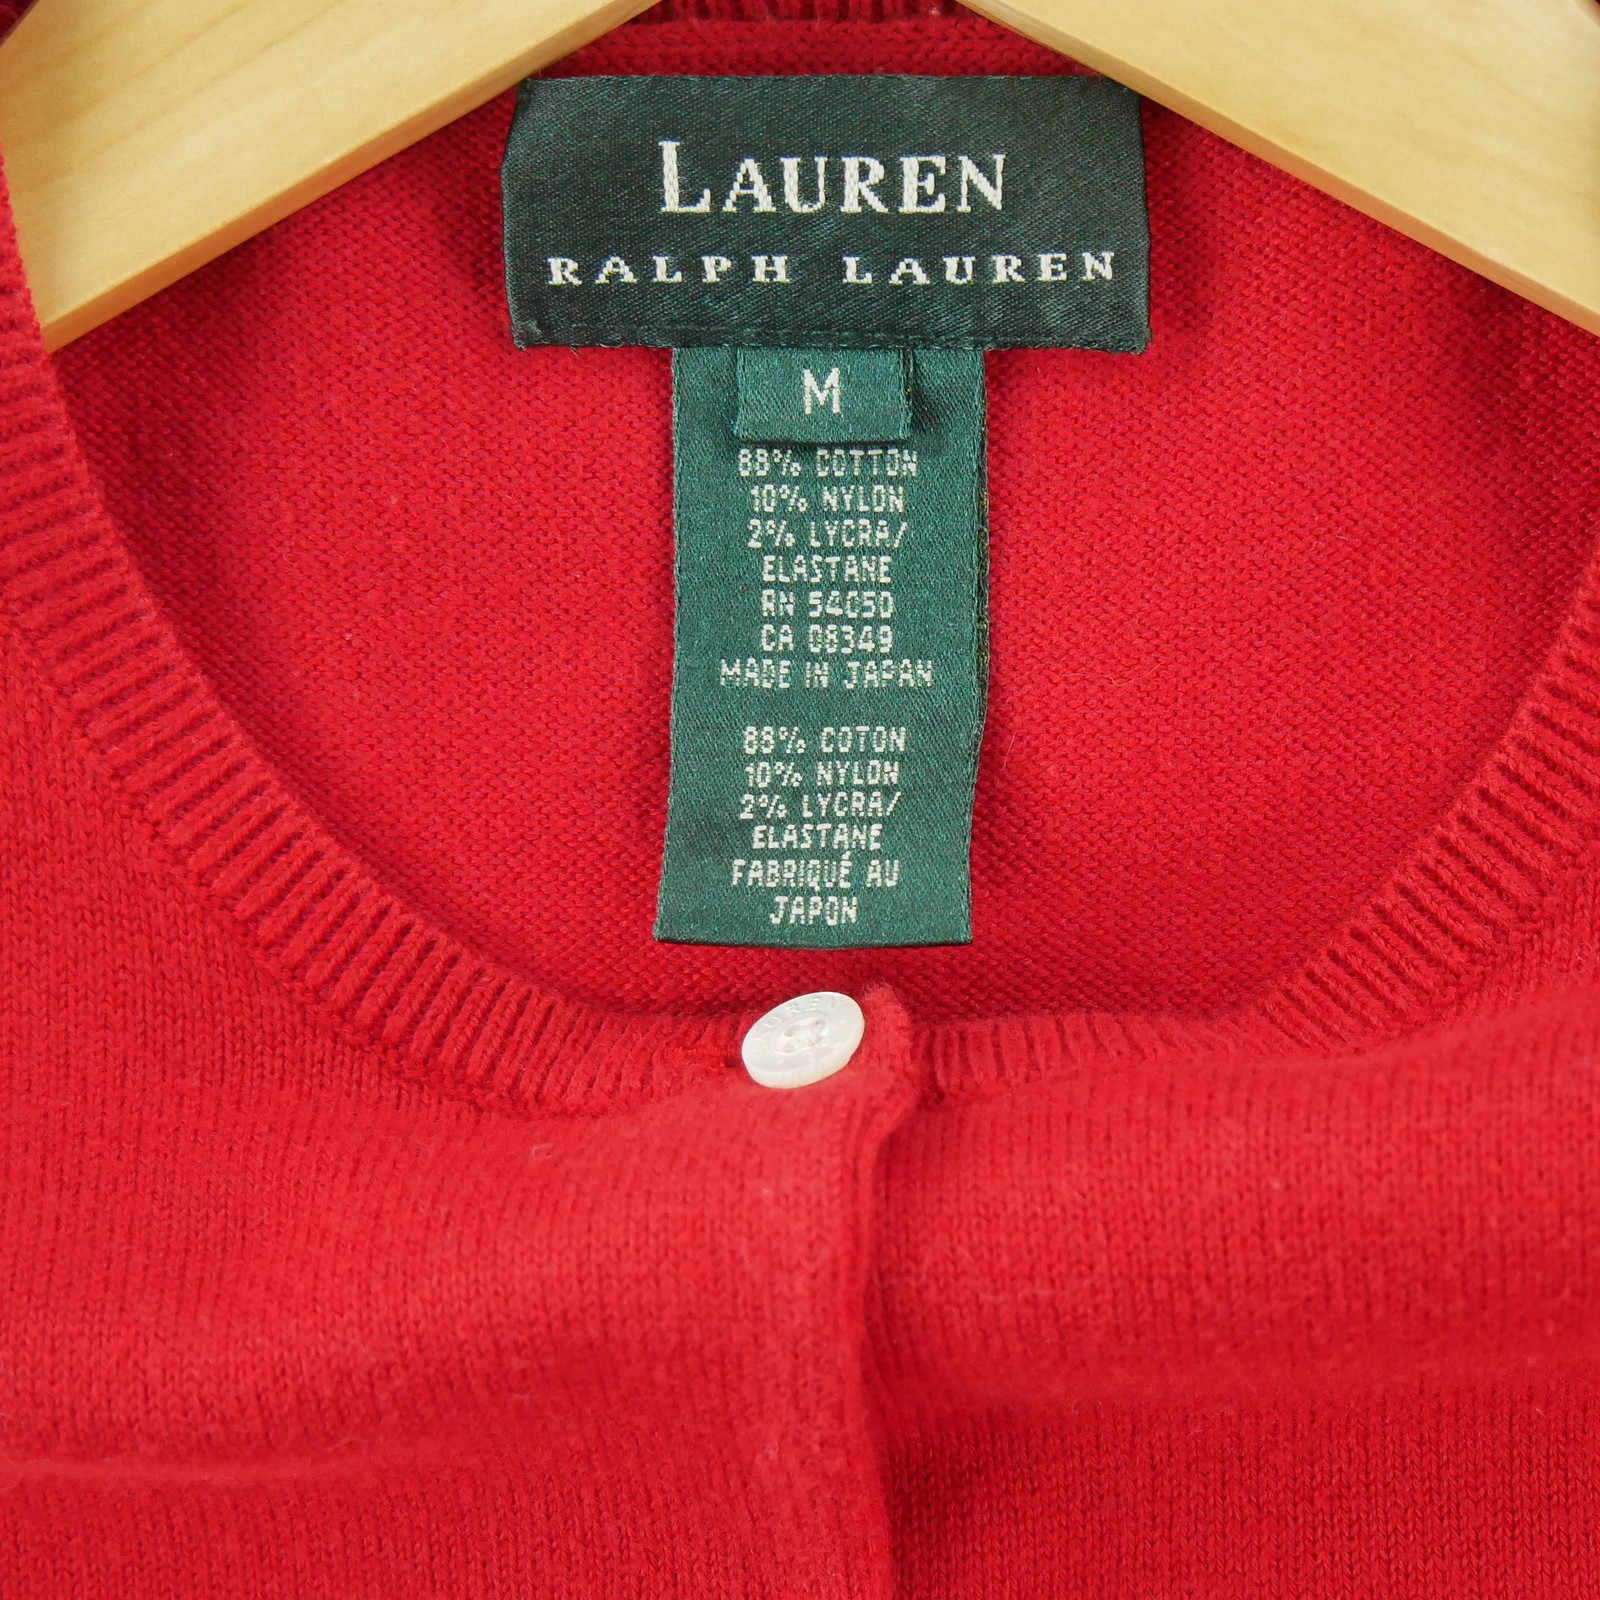 LAUREN
RALPH LAUREN
M
88% COTTON
10% NYLON
2% LYCRA/
ELASTANE
RN 54050
CA 08349
MADE IN JAPAN
88% COTON
10% NYLON
2% LYCRA/
ELASTANE
FABRIQUÉ AU
JAPON
LAUREN